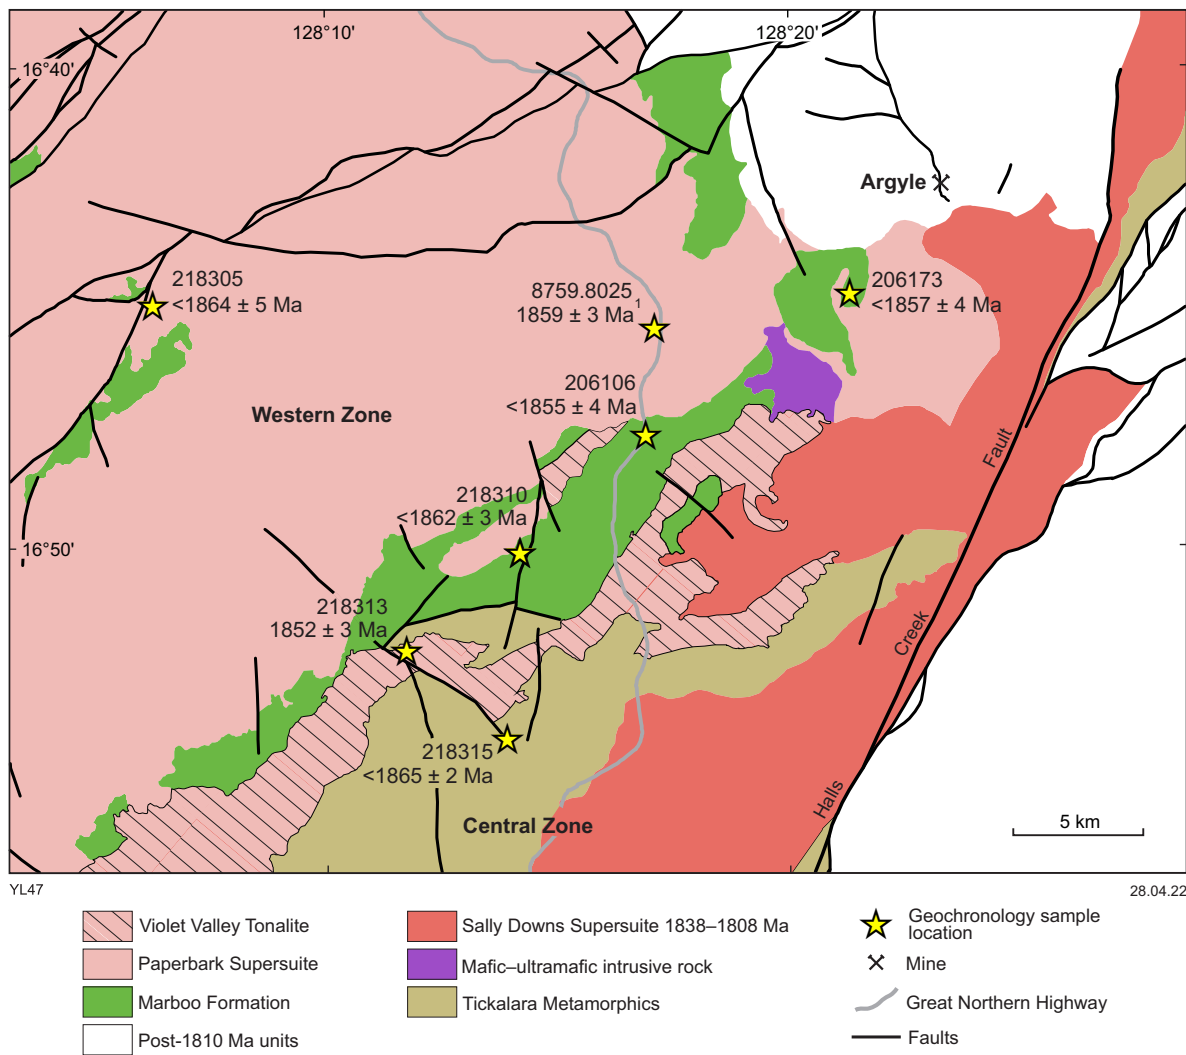 128°10'
128°20'
16°40'
Argyle
218305
<1864 ± 5 Ma
8759.8025
1859 ± 3 Ma
1
206173
<1857 ± 4 Ma
206106
<1855 ± 4 Ma
Western Zone
Fault
218310
<1862 ± 3 Ma
16°50'
218313
1852 ± 3 Ma
Creek
218315
<1865 ± 2 Ma
Halls
Central Zone
5 km
YL47
28.04.22
Violet Valley Tonalite
Paperbark Supersuite
Marboo Formation
Post-1810 Ma units
Sally Downs Supersuite 1838–1808 Ma
Mafic–ultramafic intrusive rock
Tickalara Metamorphics
Geochronology sample
location
Mine
Great Northern Highway
Faults